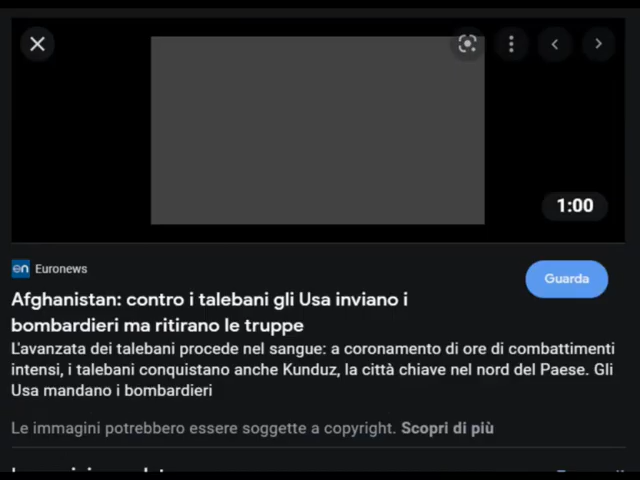 1:00
en Euronews
Guarda
Afghanistan: contro i talebani gli Usa inviano i
bombardieri ma ritirano le truppe
L'avanzata dei talebani procede nel sangue: a coronamento di ore di combattimenti
intensi, i talebani conquistano anche Kunduz, la città chiave nel nord del Paese. Gli
Usa mandano i bombardieri
Le immagini potrebbero essere soggette a copyright. Scopri di più